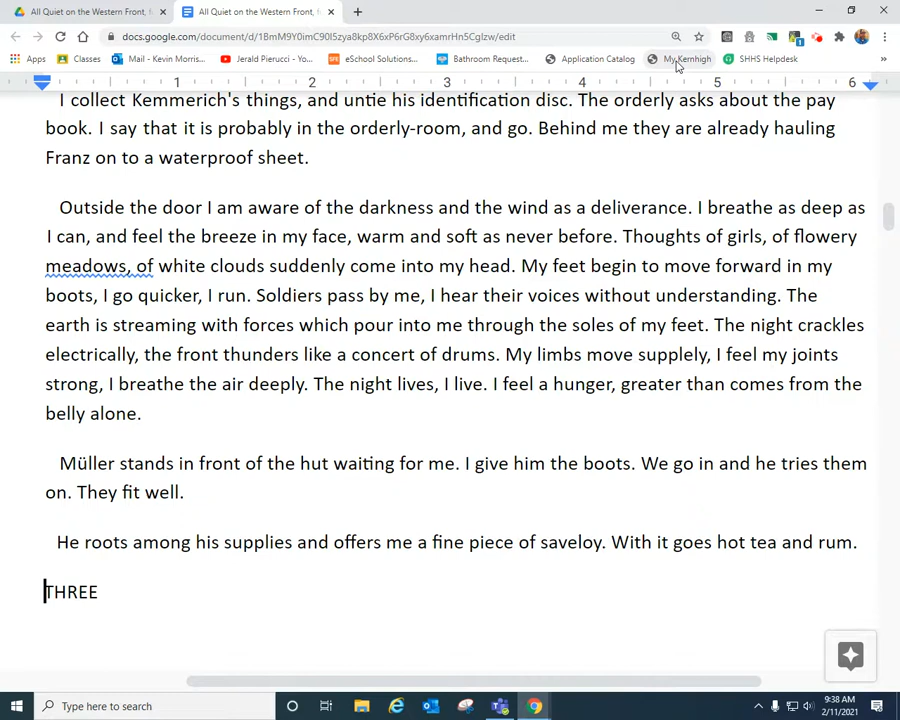 All Quiet on the Western Front, f
All Quiet on the Western Front, fi
docs.google.com/document/d/1BmM9Y0imC90I5zya8kp8X6xP6rG8xy6xamrHn5CgIzw/edit
Apps
Classes
Mail - Kevin Morris...
Jerald Pierucci - Yo...
eSchool Solutions...
Bathroom Request...
Application Catalog
My Kernhigh
SHHS Helpdesk
»
1 2 3 4 5 6
I collect Kemmerich's things, and untie his identification disc. The orderly asks about the pay
book. I say that it is probably in the orderly-room, and go. Behind me they are already hauling
Franz on to a waterproof sheet.
Outside the door I am aware of the darkness and the wind as a deliverance. I breathe as deep as
I can, and feel the breeze in my face, warm and soft as never before. Thoughts of girls, of flowery
meadows, of white clouds suddenly come into my head. My feet begin to move forward in my
boots, I go quicker, I run. Soldiers pass by me, I hear their voices without understanding. The
earth is streaming with forces which pour into me through the soles of my feet. The night crackles
electrically, the front thunders like a concert of drums. My limbs move supplely, I feel my joints
strong, I breathe the air deeply. The night lives, I live. I feel a hunger, greater than comes from the
belly alone.
Müller stands in front of the hut waiting for me. I give him the boots. We go in and he tries them
on. They fit well.
He roots among his supplies and offers me a fine piece of saveloy. With it goes hot tea and rum.
THREE
Type here to search
9:38 AM
2/11/2021